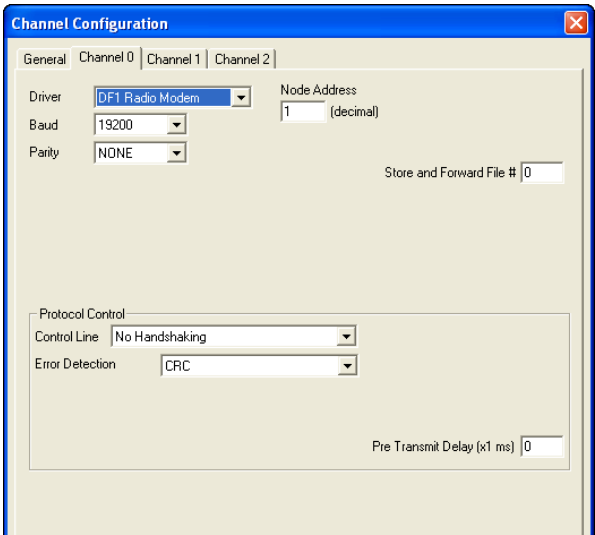 Channel Configuration
General Channel 0 Channel 1 Channel 2
Driver DF1 Radio Modem
Node Address
1 (decimal)
Baud 19200
Parity NONE
Store and Forward File # 0
Protocol Control
Control Line No Handshaking
Error Detection CRC
Pre Transmit Delay (x1 ms) 0